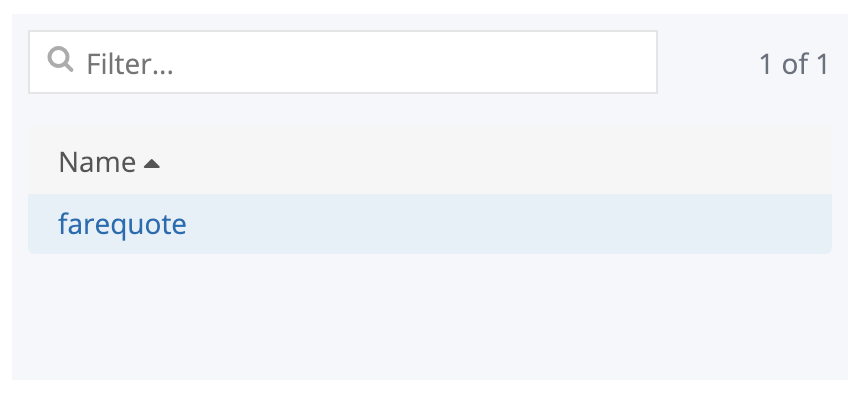 Filter...
1 of 1
Name
farequote